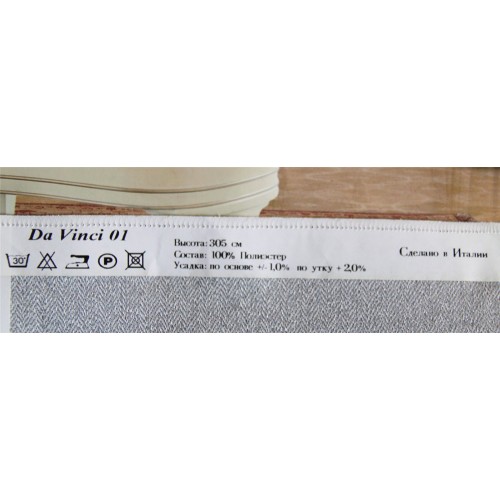 Da Vinci 01
30°
P
Высота: 305 см
Состав: 100% Полиэстер
Усадка: по основе +/- 1,0% по утку + 2,0%
Сделано в Италии